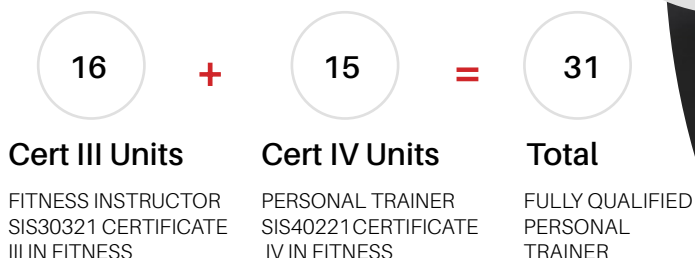 16 + 15 = 31
Cert III Units
FITNESS INSTRUCTOR
SIS30321 CERTIFICATE
III IN FITNESS
Cert IV Units
PERSONAL TRAINER
SIS40221 CERTIFICATE
IV IN FITNESS
Total
FULLY QUALIFIED
PERSONAL
TRAINER